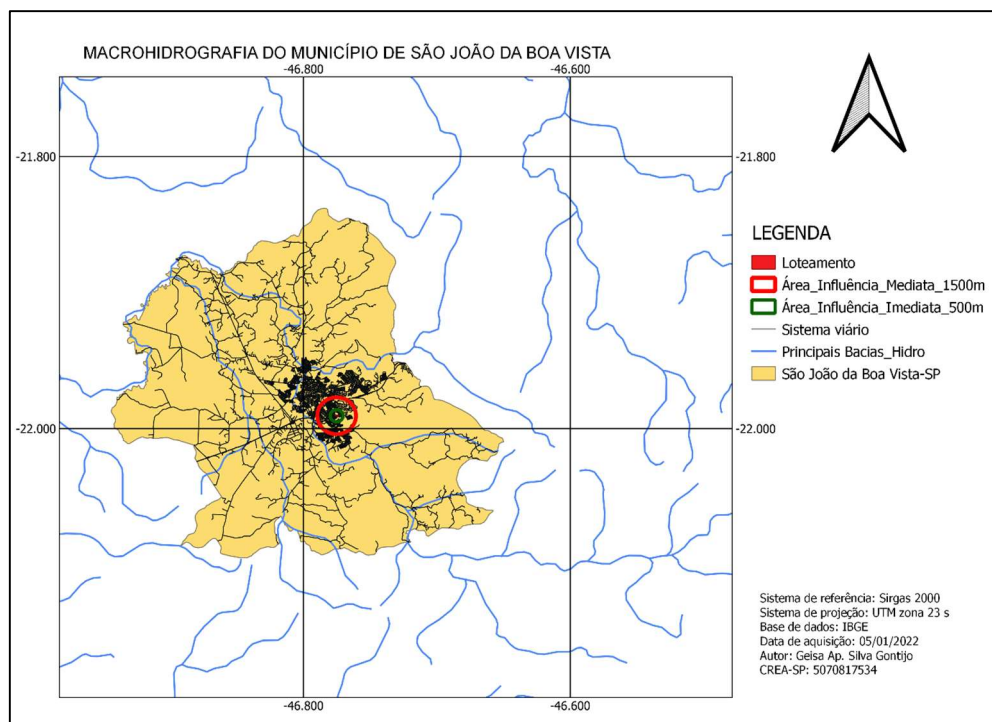 MACROHIDROGRAFIA DO MUNICÍPIO DE SÃO JOÃO DA BOA VISTA
-46.800
-46.600
-21.800
-21.800
LEGENDA
Loteamento
Área_Influência_Mediata_1500m
Área_Influência_Imediata_500m
Sistema viário
Principais Bacias_Hidro
São João da Boa Vista-SP
-22.000
-22.000
Sistema de referência: Sirgas 2000
Sistema de projeção: UTM zona 23 s
Base de dados: IBGE
Data de aquisição: 05/01/2022
Autor: Geisa Ap. Silva Gontijo
CREA-SP: 5070817534
-46.800
-46.600